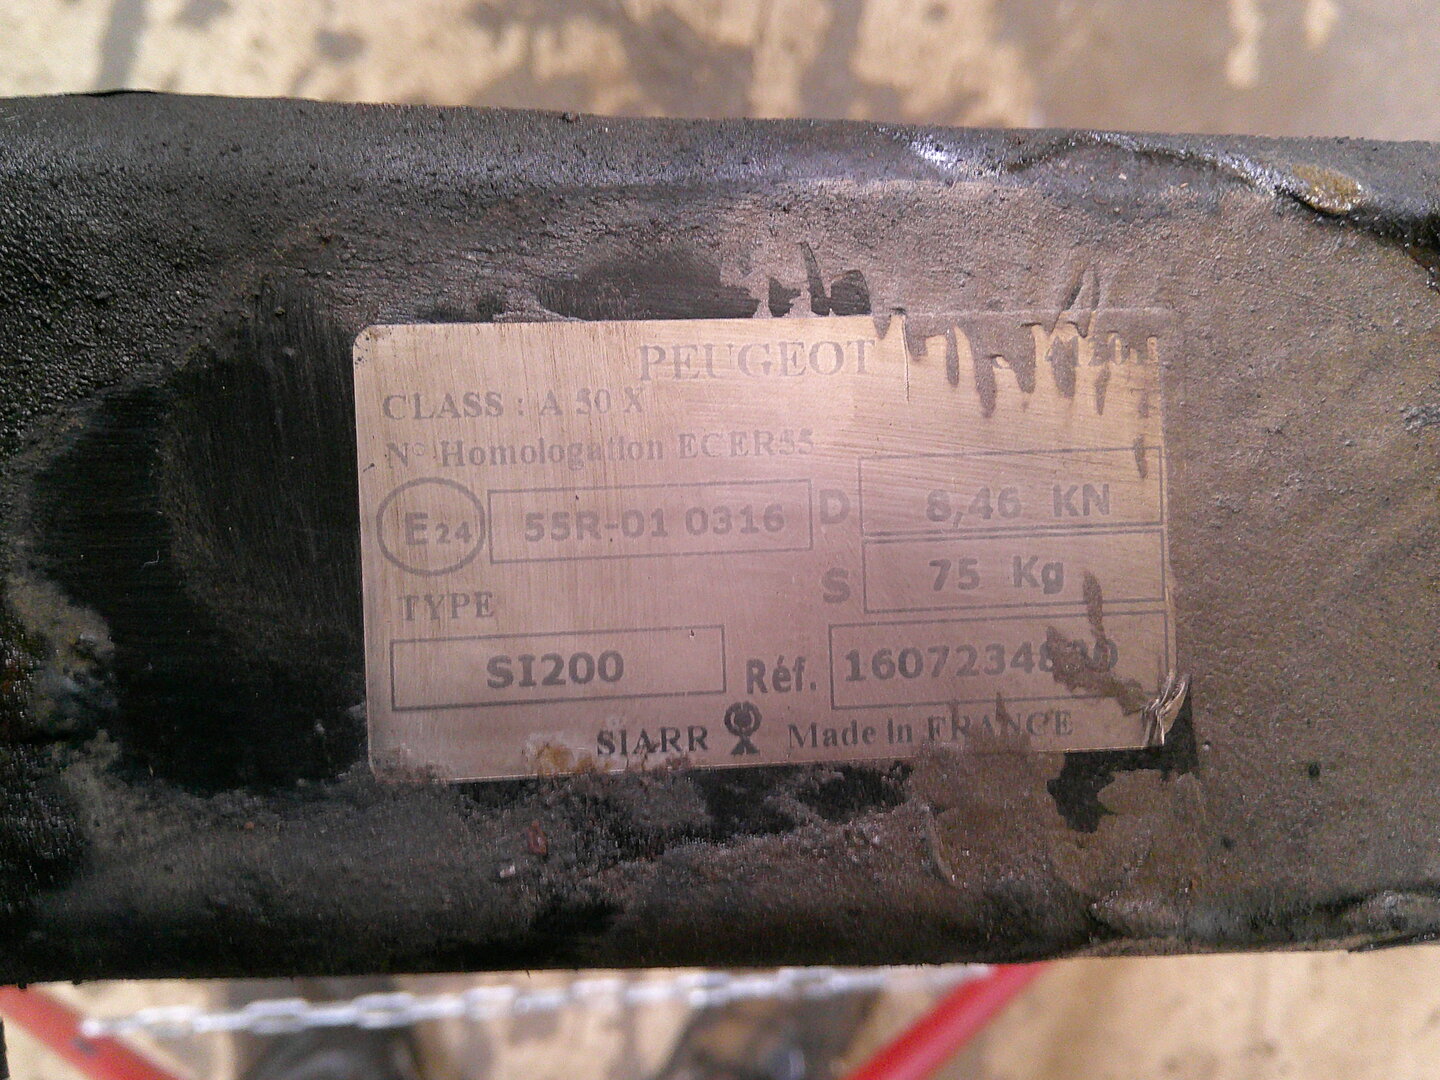 PEUGEOT
CLASS : A 50 X
N° Homologation ECER55
E24 55R-01 0316 D 8,46 KN
S 75 Kg
TYPE
SI200 Réf.
SIARR Made in FRANCE